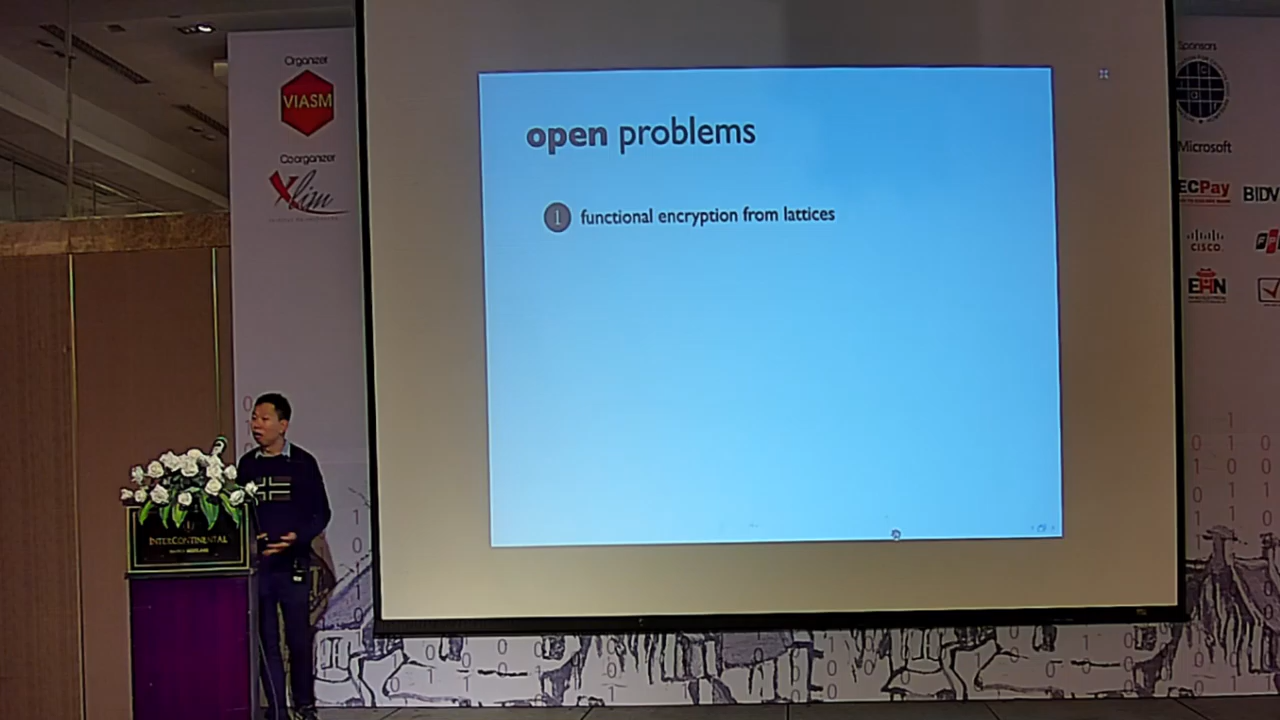 Organizer
VIASM
Coorganizer
Xlim
open problems
1 functional encryption from lattices
INTERCONTINENTAL
Sponsors
Microsoft
ECPay
BIDV
CISCO